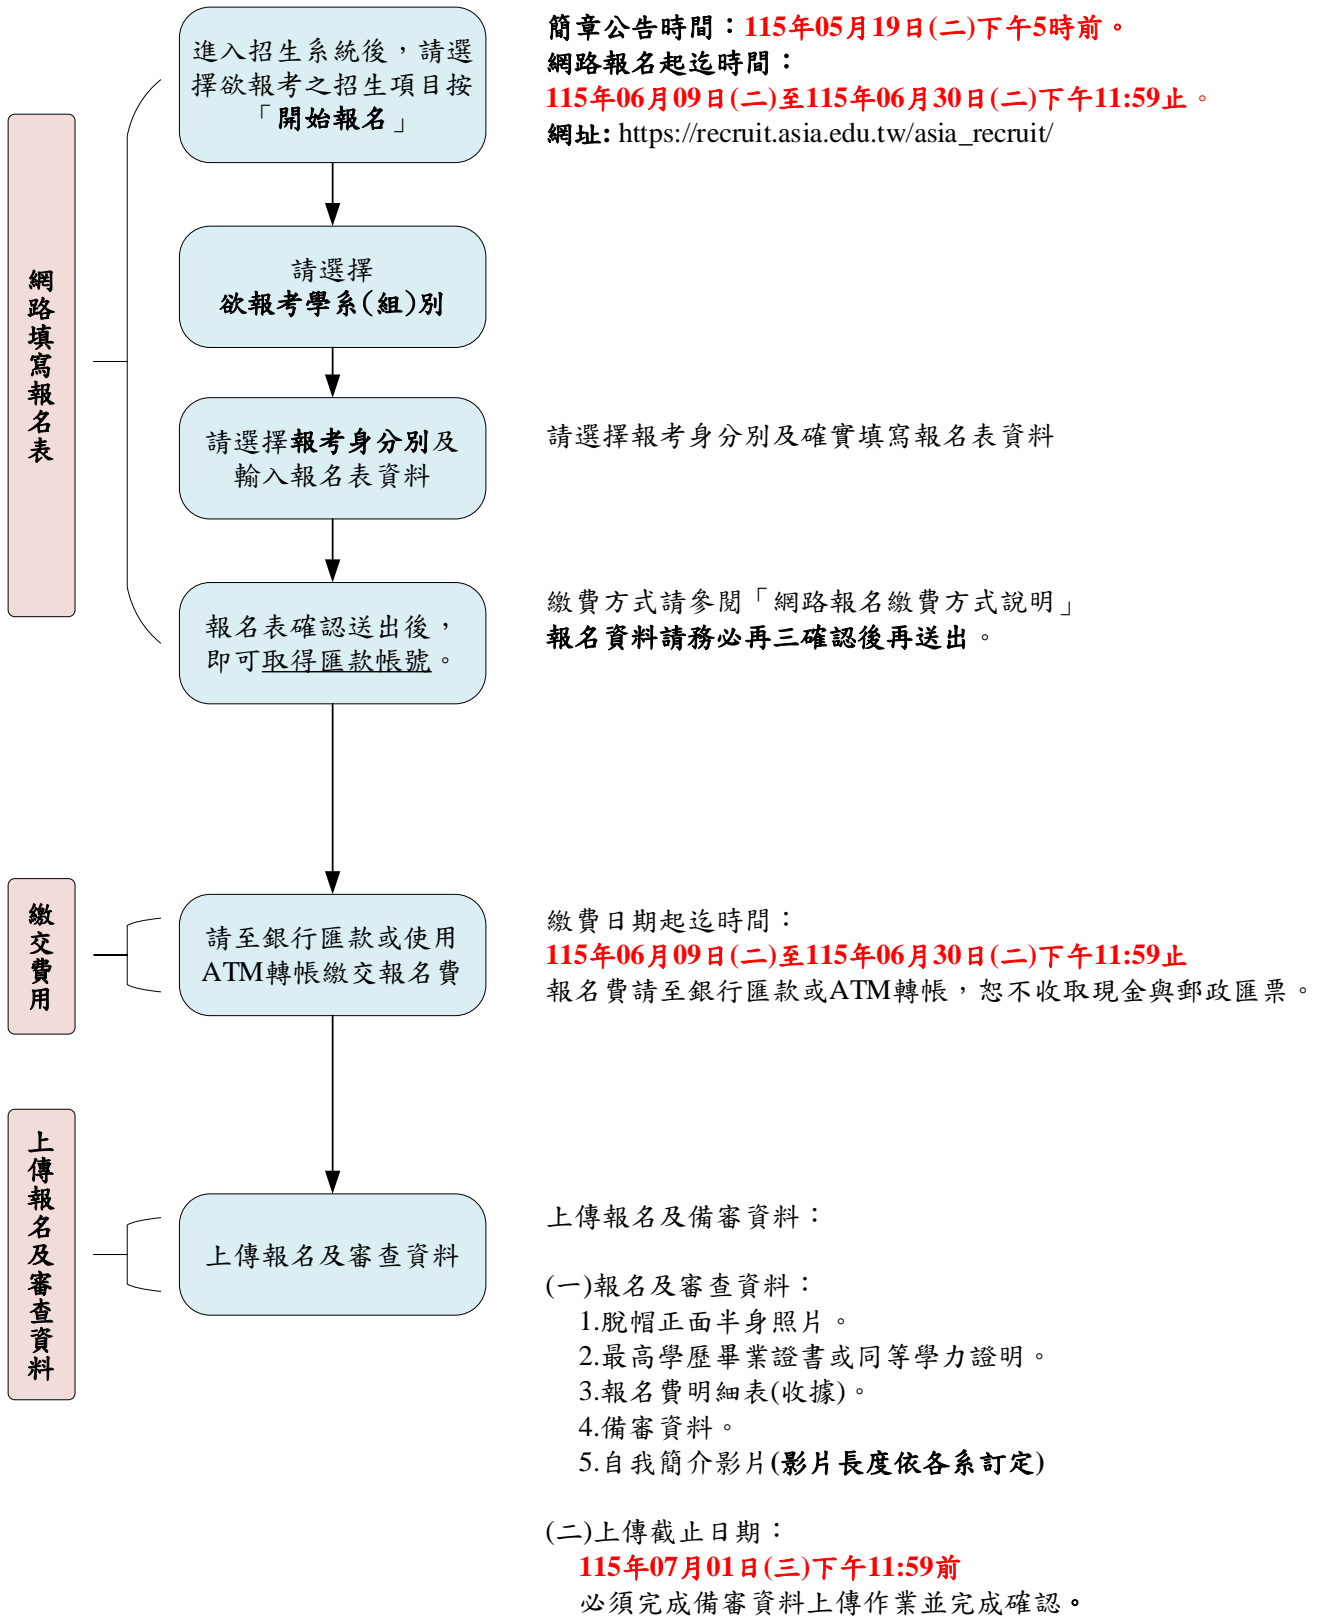 進入招生系統後，請選
擇欲報考之招生項目按
「開始報名」
簡章公告時間：115年05月19日(二)下午5時前。
網路報名起迄時間：
115年06月09日(二)至115年06月30日(二)下午11:59止。
網址: https://recruit.asia.edu.tw/asia_recruit/
網路填寫報名表
請選擇
欲報考學系(組)別
請選擇報考身分別及
輸入報名表資料
請選擇報考身分別及確實填寫報名表資料
報名表確認送出後，
即可取得匯款帳號。
繳費方式請參閱「網路報名繳費方式說明」
報名資料請務必再三確認後再送出。
繳交費用
請至銀行匯款或使用
ATM轉帳繳交報名費
繳費日期起迄時間：
115年06月09日(二)至115年06月30日(二)下午11:59止
報名費請至銀行匯款或ATM轉帳，恕不收取現金與郵政匯票。
上傳報名及審查資料
上傳報名及審查資料
上傳報名及備審資料：
(一)報名及審查資料：
1.脫帽正面半身照片。
2.最高學歷畢業證書或同等學力證明。
3.報名費明細表(收據)。
4.備審資料。
5.自我簡介影片(影片長度依各系訂定)
(二)上傳截止日期：
115年07月01日(三)下午11:59前
必須完成備審資料上傳作業並完成確認。